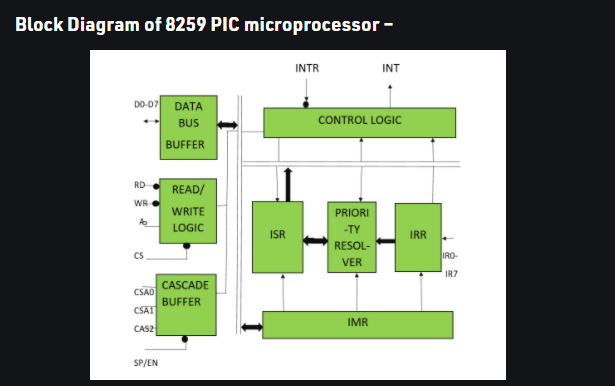 Block Diagram of 8259 PIC microprocessor –
INTR
INT
D0-D7
DATA
BUS
BUFFER
CONTROL LOGIC
RD
WR
A0
READ/
WRITE
LOGIC
CS
ISR
PRIORI
-TY
RESOL-
VER
IRR
IR0-
IR7
CSA0
CSA1
CAS2
CASCADE
BUFFER
IMR
SP/EN